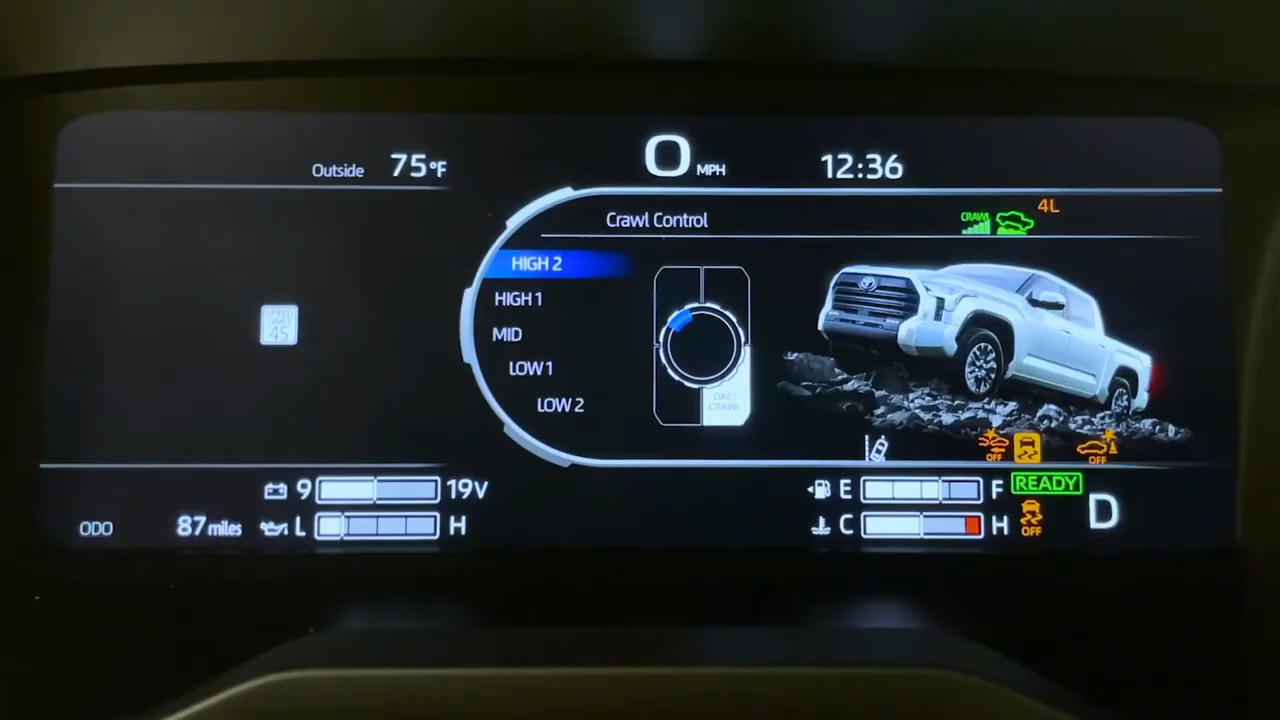 Outside 75°F
0 MPH
12:36
Crawl Control
CRAWL
4L
HIGH 2
HIGH 1
MID
LOW 1
LOW 2
DAC
CRAWL
SPEED
LIMIT
45
OFF
OFF
9 19V
E F
READY
D
ODO 87 miles
L H
C H
OFF